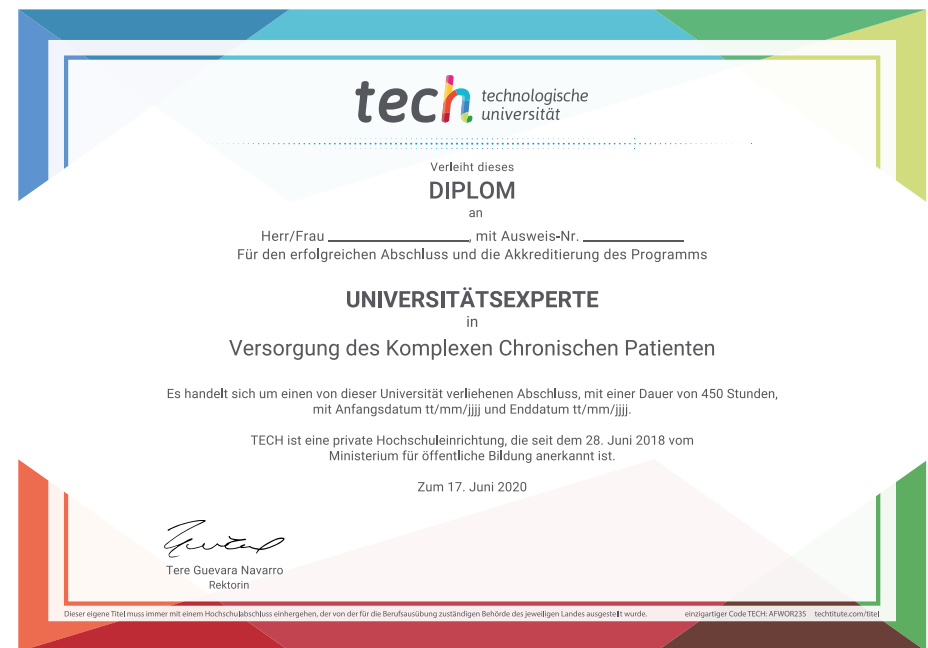 tech technologische
universität
Verleiht dieses
DIPLOM
an
Herr/Frau ____________________, mit Ausweis-Nr. ______________
Für den erfolgreichen Abschluss und die Akkreditierung des Programms
UNIVERSITÄTSEXPERTE
in
Versorgung des Komplexen Chronischen Patienten
Es handelt sich um einen von dieser Universität verliehenen Abschluss, mit einer Dauer von 450 Stunden,
mit Anfangsdatum tt/mm/jjjj und Enddatum tt/mm/jjjj.
TECH ist eine private Hochschuleinrichtung, die seit dem 28. Juni 2018 vom
Ministerium für öffentliche Bildung anerkannt ist.
Zum 17. Juni 2020
Tere Guevara Navarro
Rektorin
Dieser eigene Titel muss immer mit einem Hochschulabschluss einhergehen, der von der für die Berufsausübung zuständigen Behörde des jeweiligen Landes ausgestellt wurde. einzigartiger Code TECH: AFWOR23S techtitute.com/titel